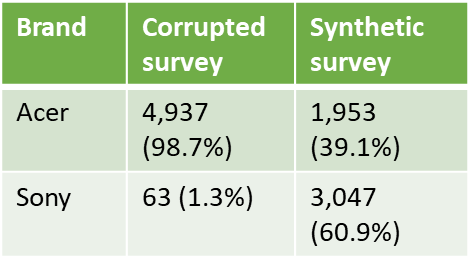 Brand Corrupted survey Synthetic survey
Acer 4,937 (98.7%) 1,953 (39.1%)
Sony 63 (1.3%) 3,047 (60.9%)